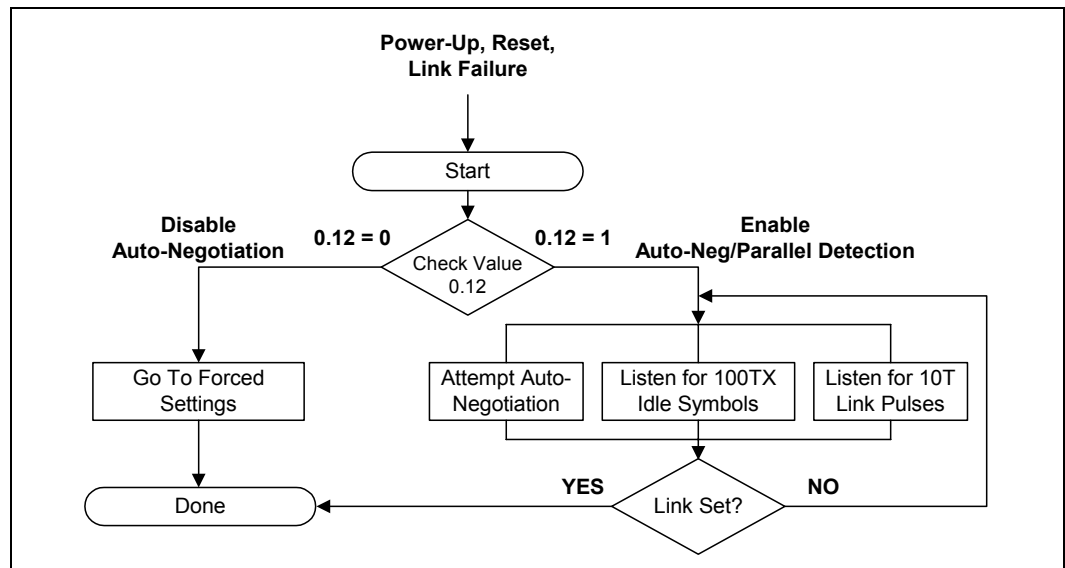 Power-Up, Reset,
Link Failure
Start
Disable
Auto-Negotiation
0.12 = 0
0.12 = 1
Enable
Auto-Neg/Parallel Detection
Check Value
0.12
Go To Forced
Settings
Attempt Auto-
Negotiation
Listen for 100TX
Idle Symbols
Listen for 10T
Link Pulses
Done
YES
Link Set?
NO